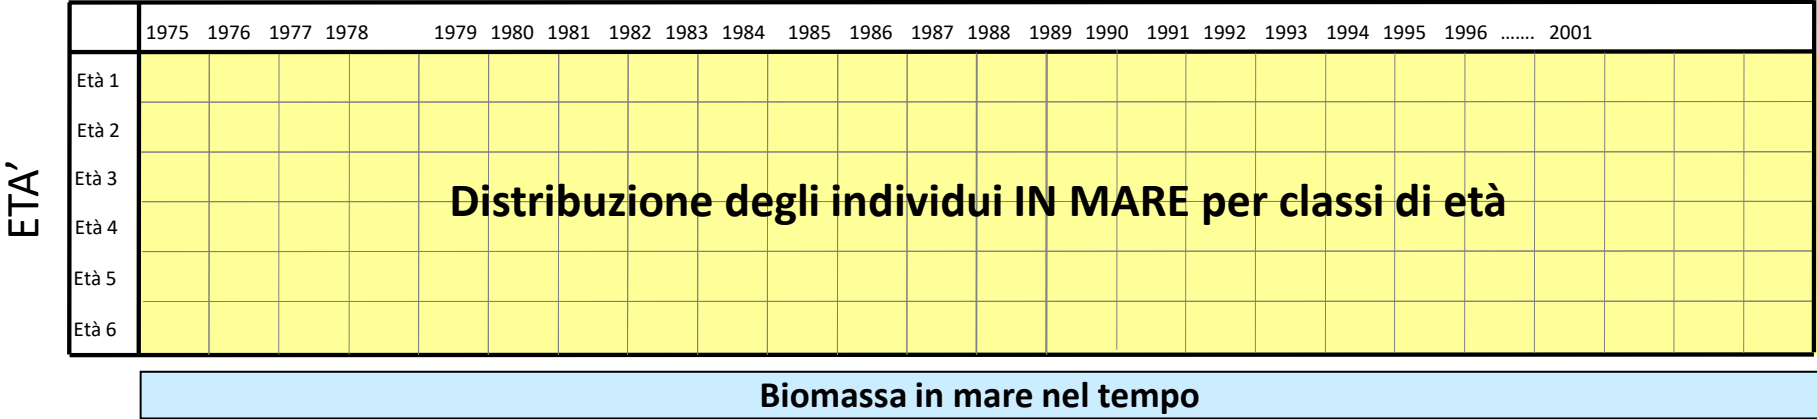 1975 1976 1977 1978 1979 1980 1981 1982 1983 1984 1985 1986 1987 1988 1989 1990 1991 1992 1993 1994 1995 1996 ....... 2001
ETA'
Età 1
Età 2
Età 3
Distribuzione degli individui IN MARE per classi di età
Età 4
Età 5
Età 6
Biomassa in mare nel tempo